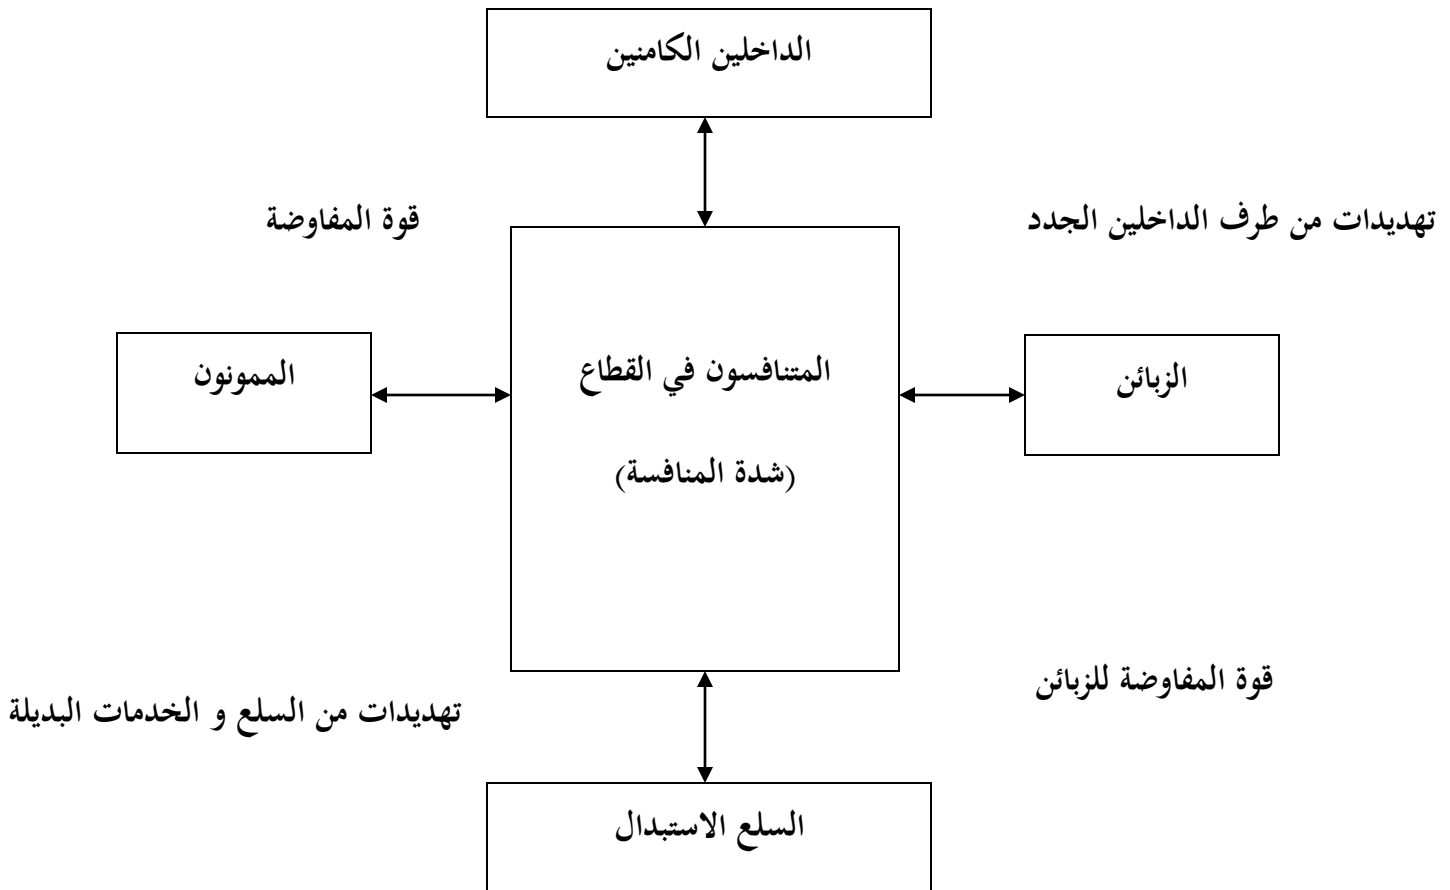 الداخلين الكامنين
تهديدات من طرف الداخلين الجدد
قوة المفاوضة
الزبائن
المتنافسون في القطاع
(شدة المنافسة)
الممونون
قوة المفاوضة للزبائن
تهديدات من السلع و الخدمات البديلة
السلع الاستبدال